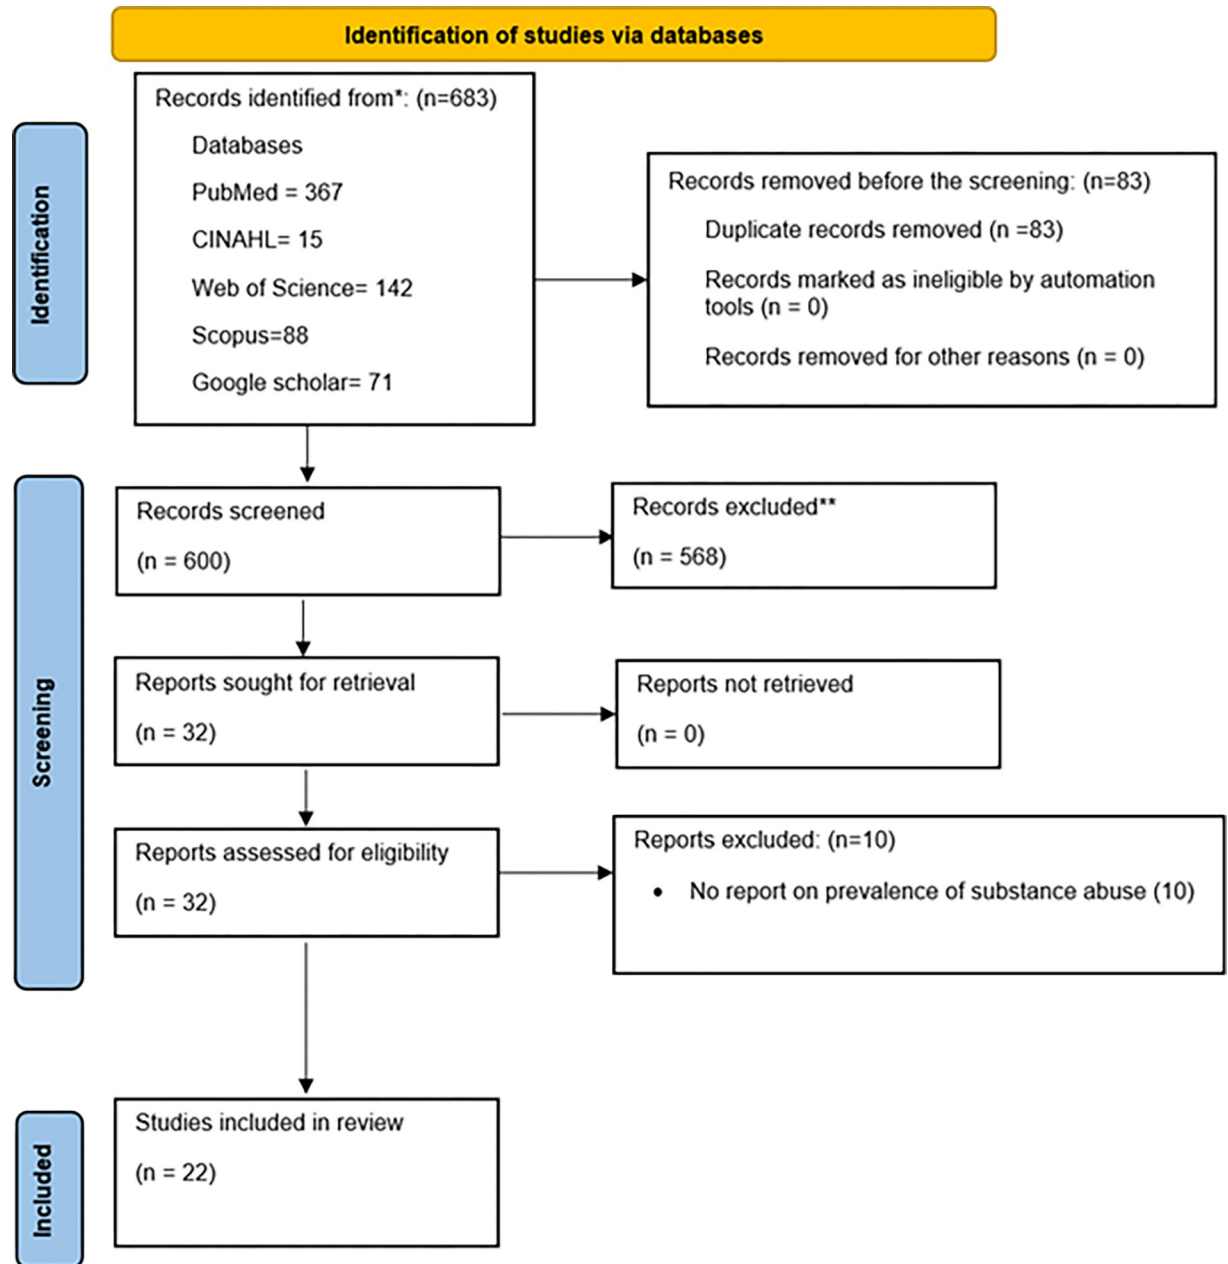 Identification of studies via databases
Identification
Records identified from*: (n=683)
Databases
PubMed = 367
CINAHL= 15
Web of Science= 142
Scopus=88
Google scholar= 71
Records removed before the screening: (n=83)
Duplicate records removed (n =83)
Records marked as ineligible by automation
tools (n = 0)
Records removed for other reasons (n = 0)
Screening
Records screened
(n = 600)
Records excluded**
(n = 568)
Reports sought for retrieval
(n = 32)
Reports not retrieved
(n = 0)
Reports assessed for eligibility
(n = 32)
Reports excluded: (n=10)
• No report on prevalence of substance abuse (10)
Included
Studies included in review
(n = 22)